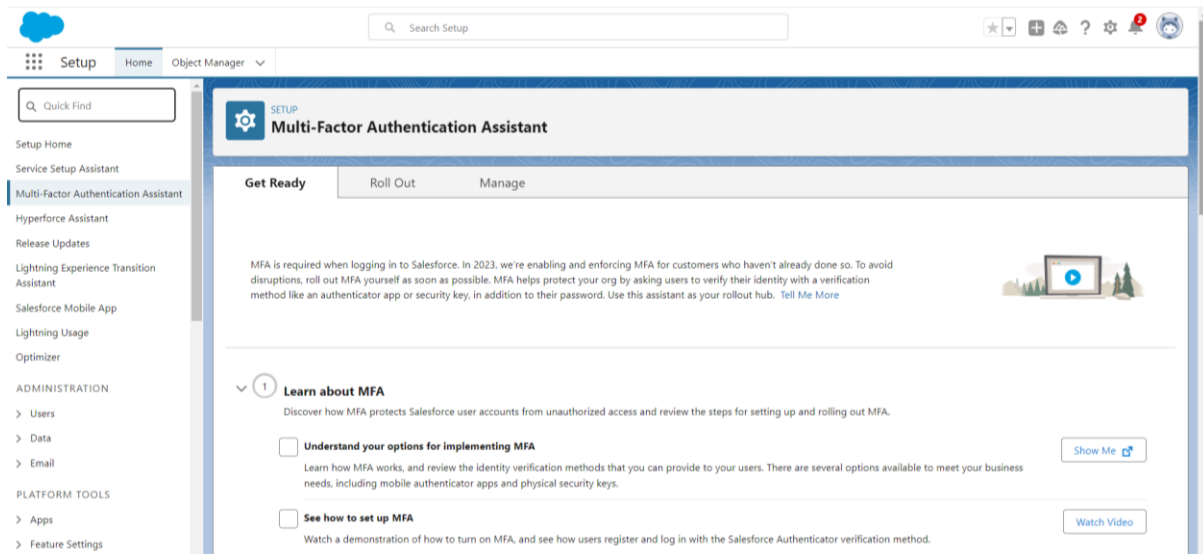 Search Setup
2
Setup
Home
Object Manager
Quick Find
Setup Home
Service Setup Assistant
Multi-Factor Authentication Assistant
Hyperforce Assistant
Release Updates
Lightning Experience Transition
Assistant
Salesforce Mobile App
Lightning Usage
Optimizer
ADMINISTRATION
Users
Data
Email
PLATFORM TOOLS
Apps
Feature Settings
SETUP
Multi-Factor Authentication Assistant
Get Ready
Roll Out
Manage
MFA is required when logging in to Salesforce. In 2023, we're enabling and enforcing MFA for customers who haven't already done so. To avoid
disruptions, roll out MFA yourself as soon as possible. MFA helps protect your org by asking users to verify their identity with a verification
method like an authenticator app or security key, in addition to their password. Use this assistant as your rollout hub. Tell Me More
1
Learn about MFA
Discover how MFA protects Salesforce user accounts from unauthorized access and review the steps for setting up and rolling out MFA.
Understand your options for implementing MFA
Learn how MFA works, and review the identity verification methods that you can provide to your users. There are several options available to meet your business
needs, including mobile authenticator apps and physical security keys.
Show Me
See how to set up MFA
Watch a demonstration of how to turn on MFA, and see how users register and log in with the Salesforce Authenticator verification method.
Watch Video